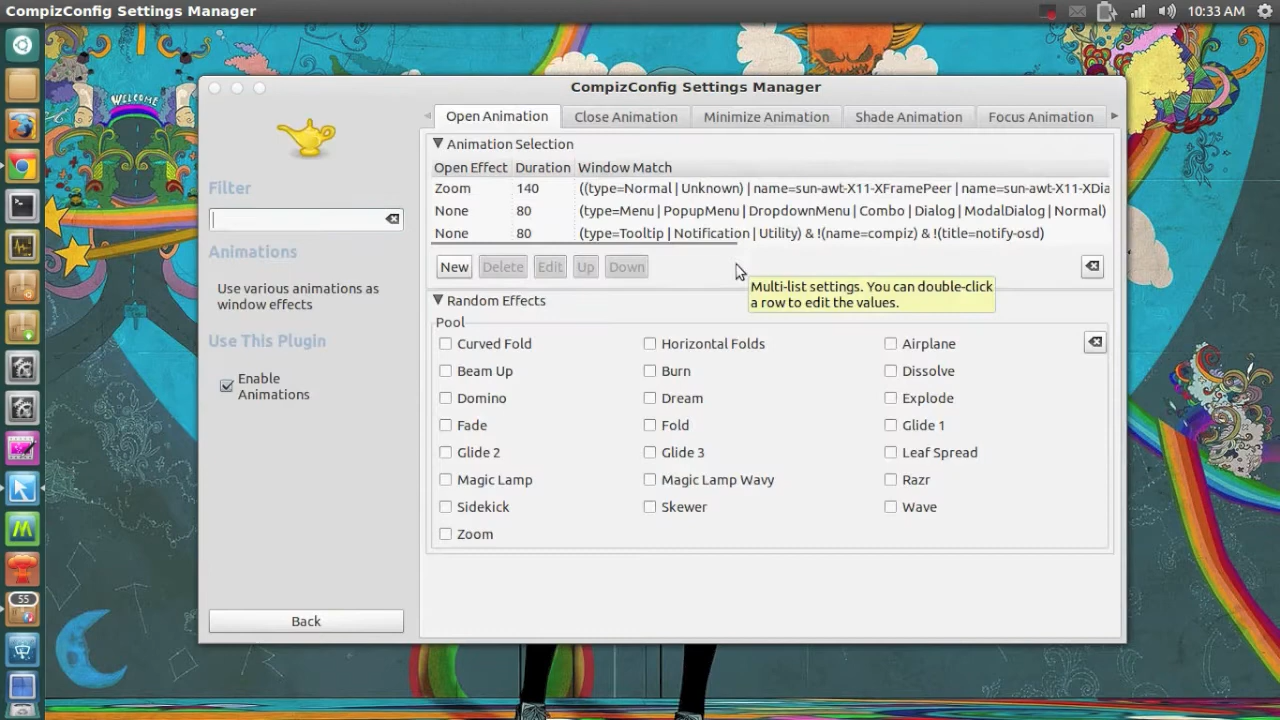 CompizConfig Settings Manager
10:33 AM
WELCOME
CompizConfig Settings Manager
Open Animation
Close Animation
Minimize Animation
Shade Animation
Focus Animation
Filter
Animations
Use various animations as
window effects
Use This Plugin
Enable
Animations
Back
Animation Selection
Open Effect Duration Window Match
Zoom 140 ((type=Normal | Unknown) | name=sun-awt-X11-XFramePeer | name=sun-awt-X11-XDia
None 80 (type=Menu | PopupMenu | DropdownMenu | Combo | Dialog | ModalDialog | Normal)
None 80 (type=Tooltip | Notification | Utility) & !(name=compiz) & !(title=notify-osd)
New Delete Edit Up Down
Multi-list settings. You can double-click
a row to edit the values.
Random Effects
Pool
Curved Fold Horizontal Folds Airplane
Beam Up Burn Dissolve
Domino Dream Explode
Fade Fold Glide 1
Glide 2 Glide 3 Leaf Spread
Magic Lamp Magic Lamp Wavy Razr
Sidekick Skewer Wave
Zoom
55